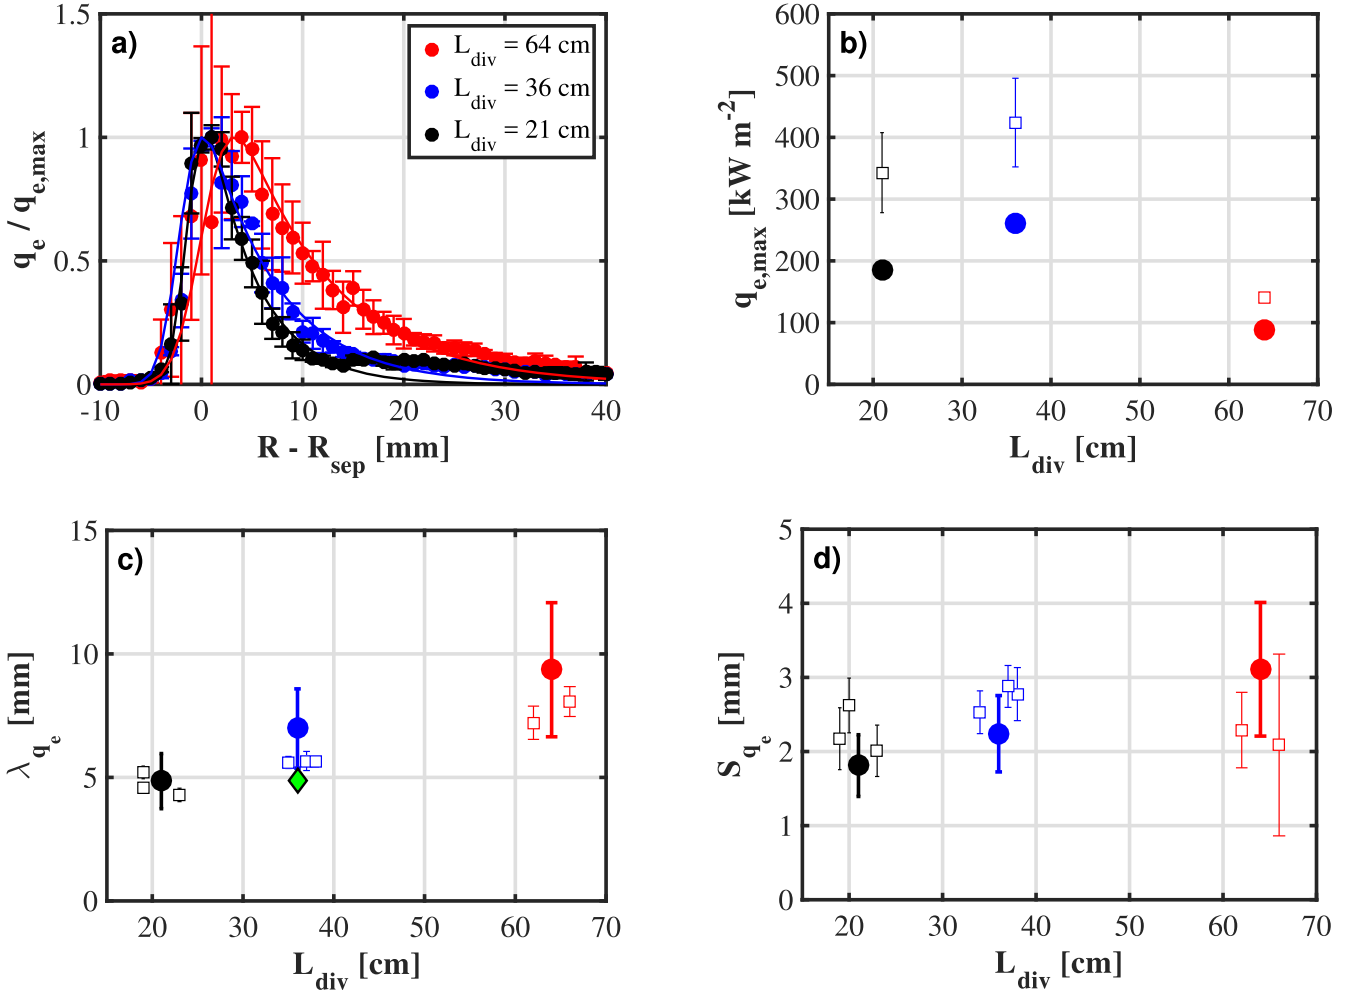 a)
L_div = 64 cm
L_div = 36 cm
L_div = 21 cm
1.5
1
0.5
0
-10 0 10 20 30 40
q_e / q_e,max
R - R_sep [mm]
b)
600
500
400
300
200
100
0
20 30 40 50 60 70
q_e,max [kW m^-2]
L_div [cm]
c)
15
10
5
0
20 30 40 50 60 70
λ_q_e [mm]
L_div [cm]
d)
5
4
3
2
1
0
20 30 40 50 60 70
S_q_e [mm]
L_div [cm]